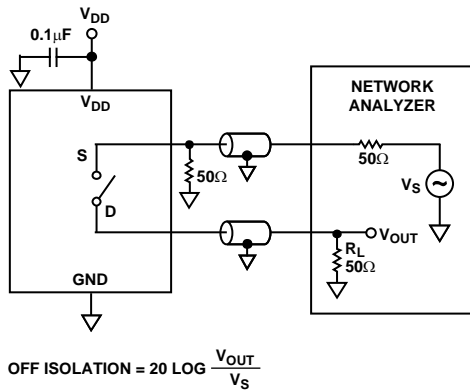 V_DD
0.1µF
V_DD
NETWORK
ANALYZER
S
50Ω
50Ω
V_S
D
V_OUT
R_L
50Ω
GND
OFF ISOLATION = 20 LOG V_OUT / V_S